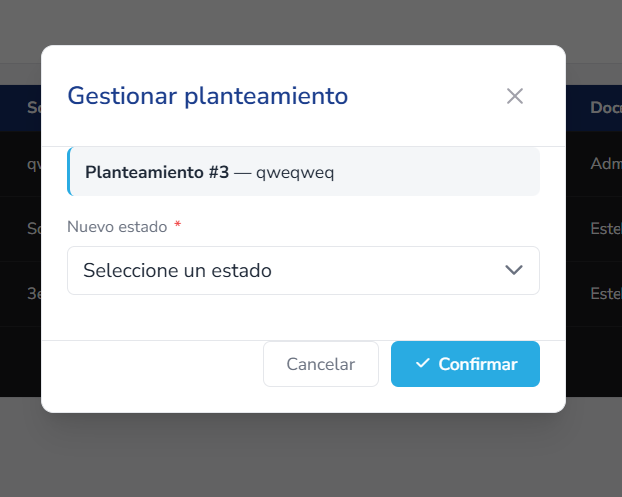 Gestionar planteamiento
Planteamiento #3 — qweqweq
Nuevo estado *
Seleccione un estado
Cancelar
Confirmar